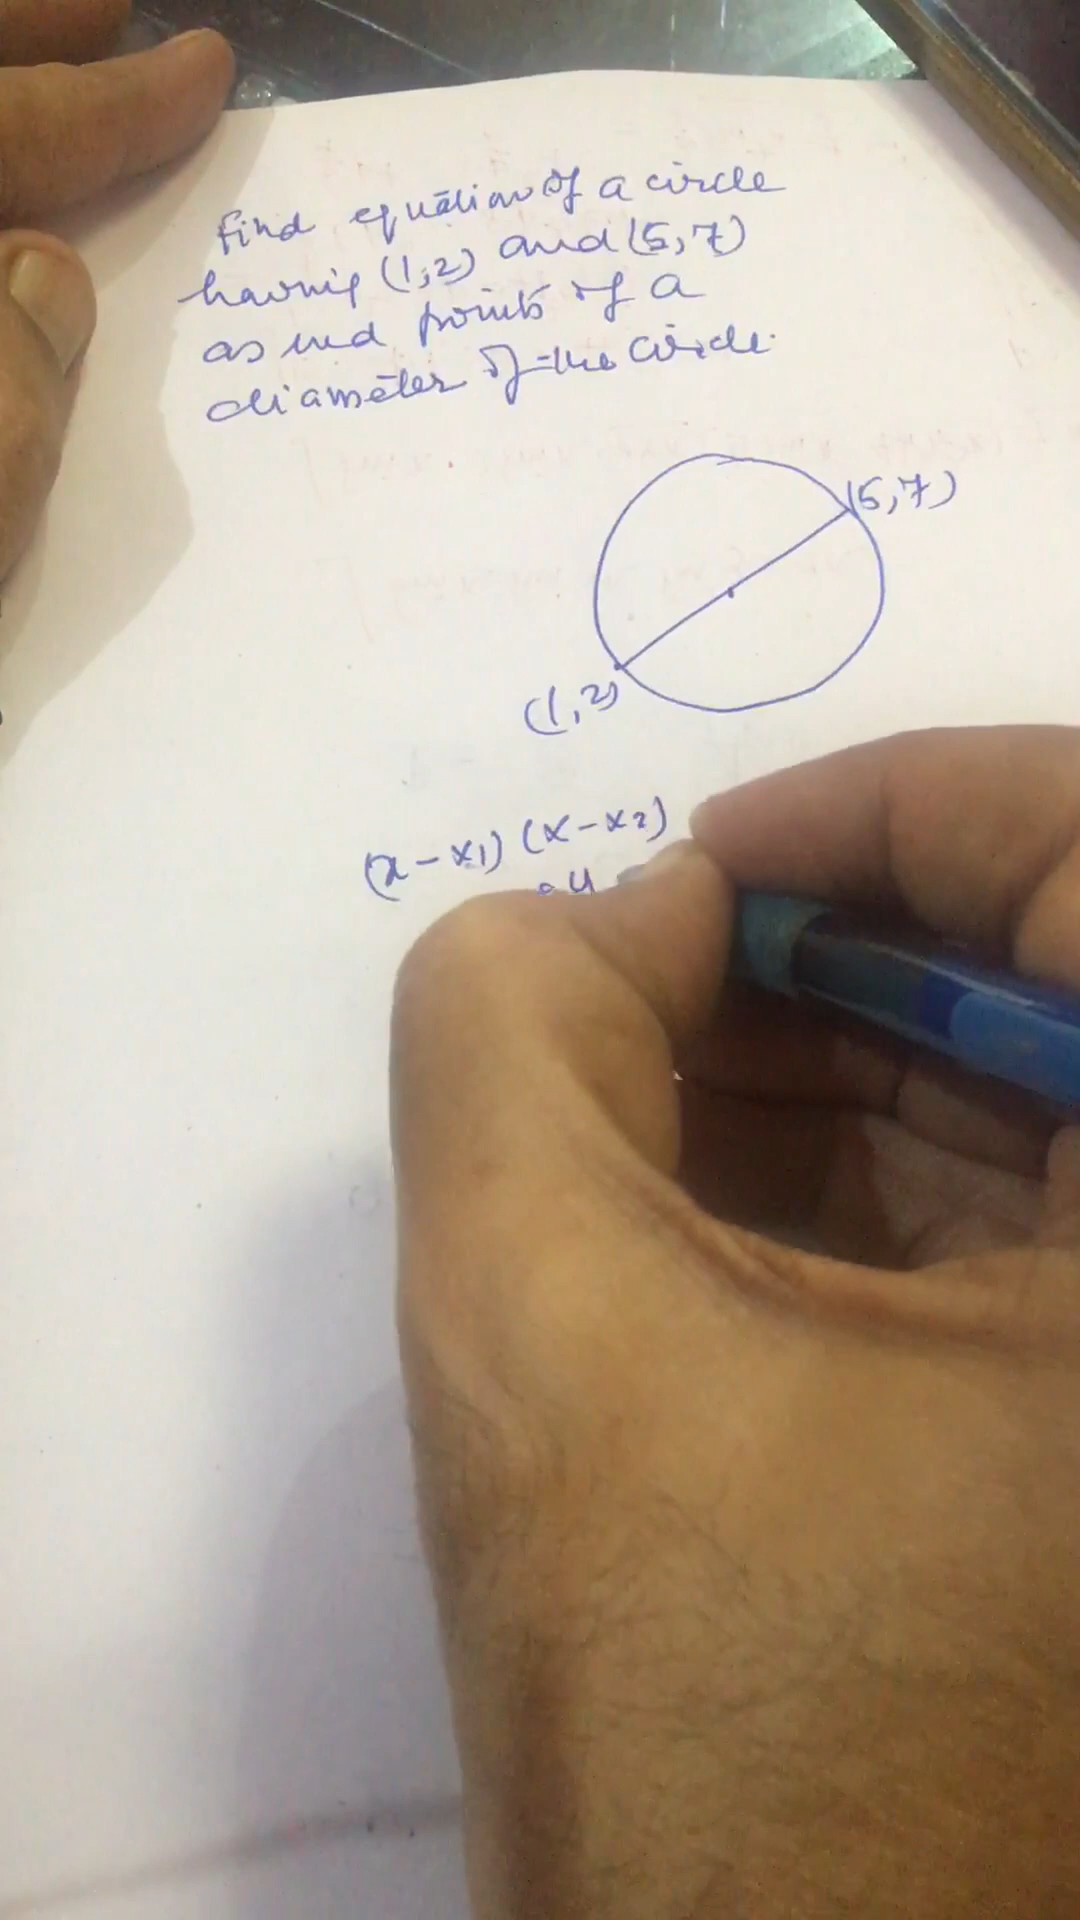 find equation of a circle
having (1,2) and (5,7)
as end points of a
diameter of the circle.
(5,7)
(1,2)
(x-x1) (x-x2)